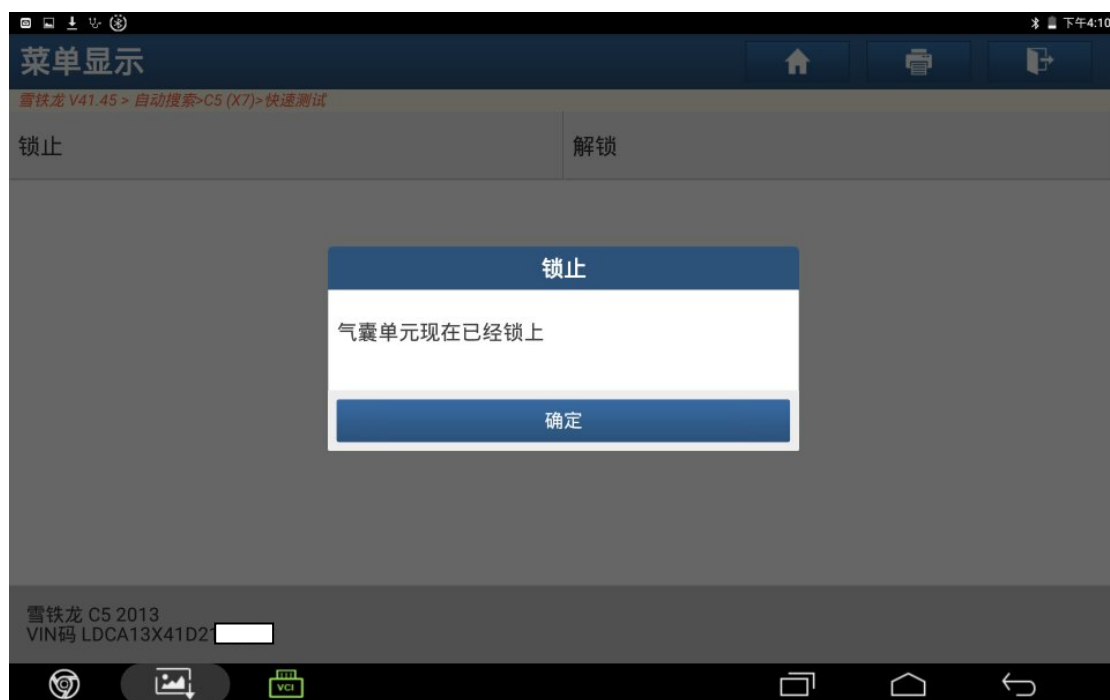 下午4:10
菜单显示
雪铁龙 V41.45 > 自动搜索>C5 (X7)>快速测试
锁止
解锁
锁止
气囊单元现在已经锁上
确定
雪铁龙 C5 2013
VIN码 LDCA13X41D2
VCI